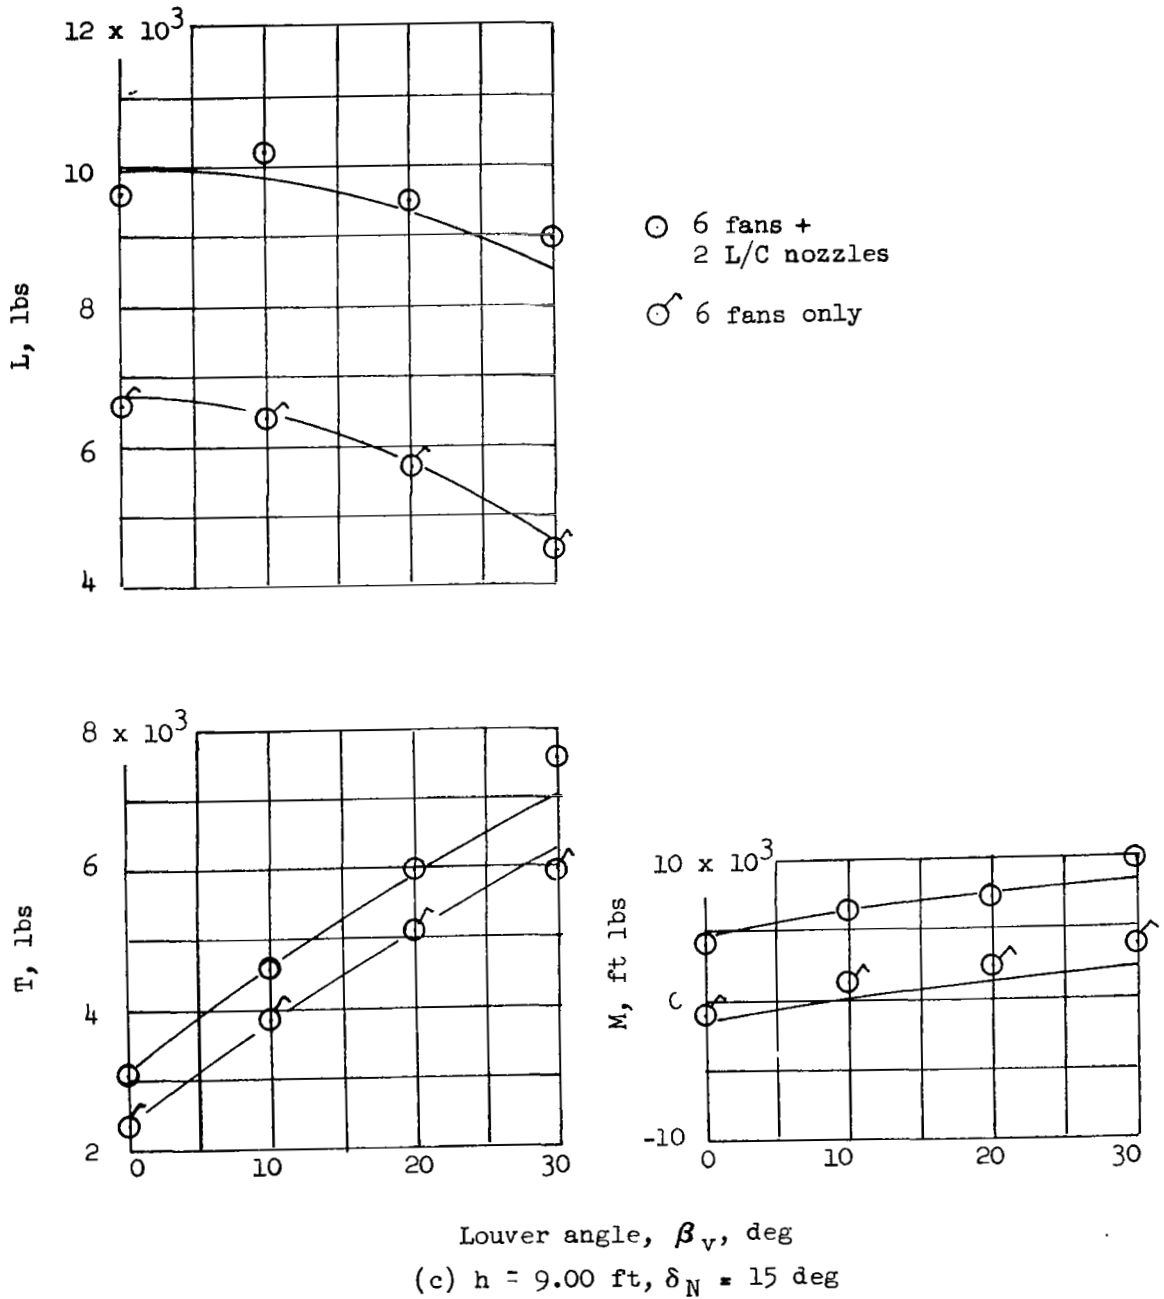 12 x 10³
10
8
6
4
L, lbs
6 fans +
2 L/C nozzles
6 fans only
8 x 10³
6
4
2
T, lbs
0 10 20 30
10 x 10³
-10
M, ft lbs
0 10 20 30
Louver angle, βᵥ, deg
(c) h = 9.00 ft, δ_N = 15 deg